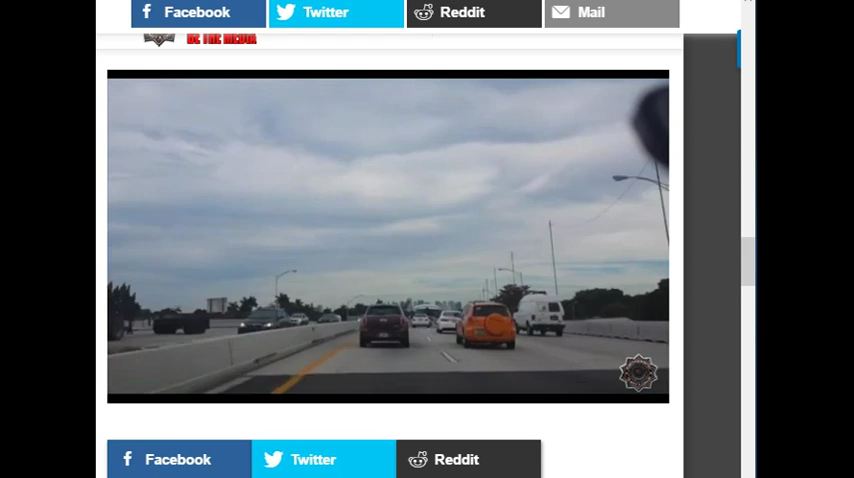 Facebook
Twitter
Reddit
Mail
BE THE MEDIA
Facebook
Twitter
Reddit